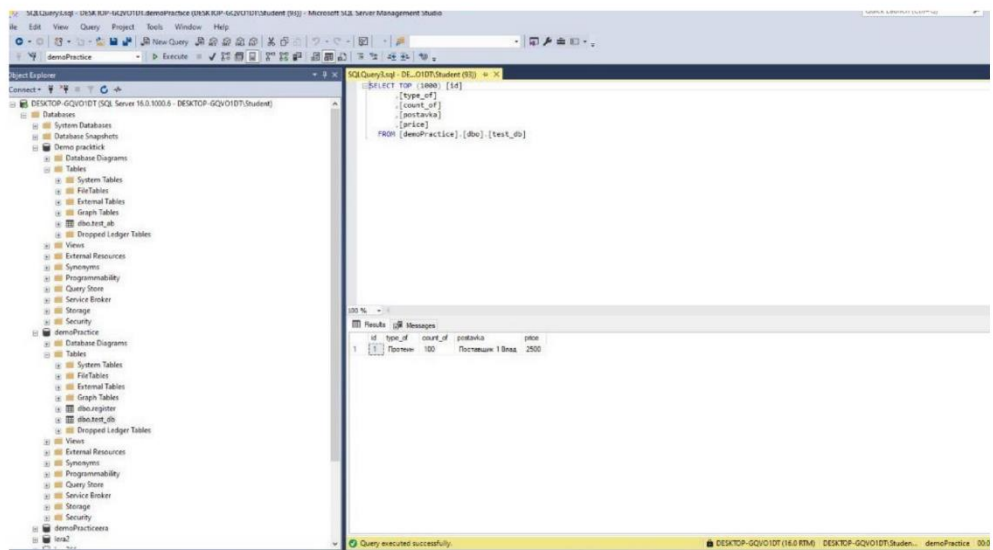 SQLQuery3.sql - DESKTOP-GQVO1DT.demoPractice (DESKTOP-GQVO1DT\Student (93)) - Microsoft SQL Server Management Studio
Quick Launch (Ctrl+Q)
File Edit View Query Project Tools Window Help
New Query
demoPractice Execute
Object Explorer
Connect
DESKTOP-GQVO1DT (SQL Server 16.0.1000.6 - DESKTOP-GQVO1DT\Student)
Databases
System Databases
Database Snapshots
Demo pracktick
Database Diagrams
Tables
System Tables
FileTables
External Tables
Graph Tables
dbo.test_ab
Dropped Ledger Tables
Views
External Resources
Synonyms
Programmability
Query Store
Service Broker
Storage
Security
demoPractice
Database Diagrams
Tables
System Tables
FileTables
External Tables
Graph Tables
dbo.register
dbo.test_db
Dropped Ledger Tables
Views
External Resources
Synonyms
Programmability
Query Store
Service Broker
Storage
Security
demoPracticeera
lera2
SQLQuery3.sql - DE...O1DT\Student (93))
SELECT TOP (1000) [id]
,[type_of]
,[count_of]
,[postavka]
,[price]
FROM [demoPractice].[dbo].[test_db]
100 %
Results Messages
id type_of count_of postavka price
1 1 Протеин 100 Поставщик 1 Влад 2500
Query executed successfully.
DESKTOP-GQVO1DT (16.0 RTM) DESKTOP-GQVO1DT\Studen... demoPractice 00:0